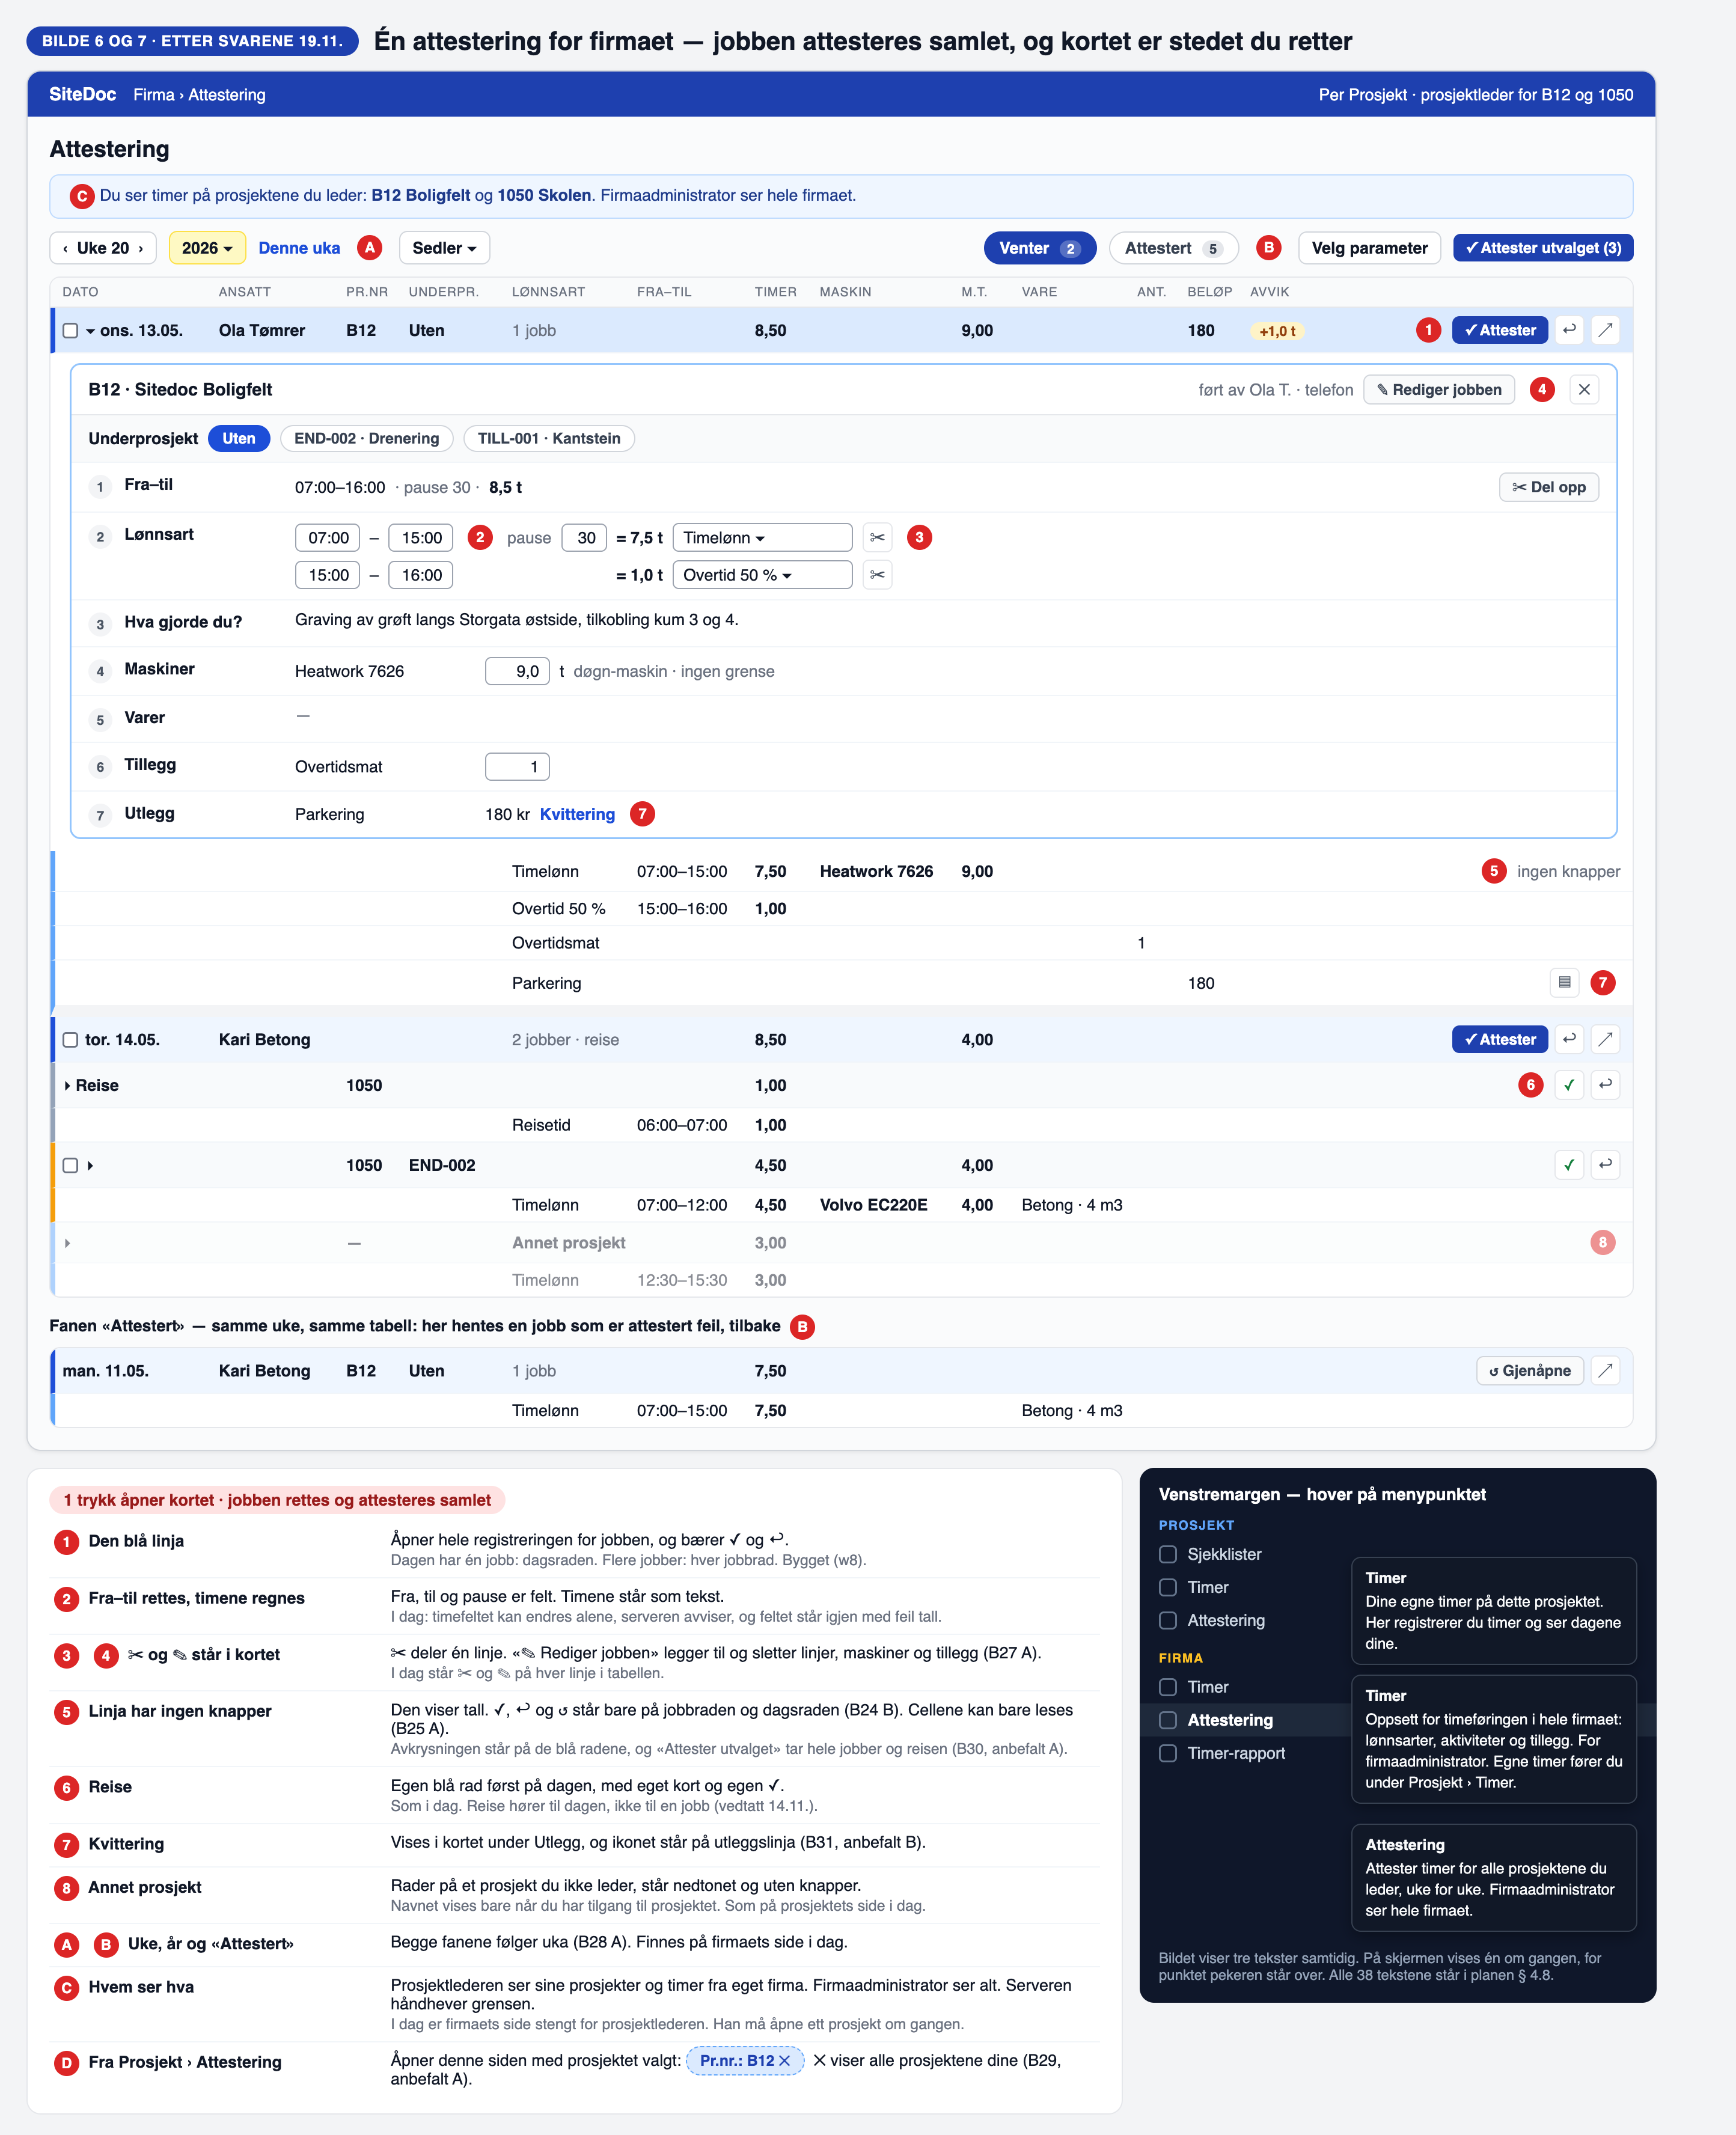 BILDE 6 OG 7 · ETTER SVARENE 19.11. Én attestering for firmaet — jobben attesteres samlet, og kortet er stedet du retter
SiteDoc Firma › Attestering Per Prosjekt · prosjektleder for B12 og 1050
Attestering
C Du ser timer på prosjektene du leder: B12 Boligfelt og 1050 Skolen. Firmaadministrator ser hele firmaet.
‹ Uke 20 › 2026 ▾ Denne uka A Sedler ▾ Venter 2 Attestert 5 B Velg parameter ✓ Attester utvalget (3)
DATO ANSATT PR.NR UNDERPR. LØNNSART FRA–TIL TIMER MASKIN M.T. VARE ANT. BELØP AVVIK
▾ ons. 13.05. Ola Tømrer B12 Uten 1 jobb 8,50 9,00 180 +1,0 t 1 ✓ Attester ↩ ⤢
B12 · Sitedoc Boligfelt ført av Ola T. · telefon ✎ Rediger jobben 4 ✕
Underprosjekt Uten END-002 · Drenering TILL-001 · Kantstein
1 Fra–til 07:00–16:00 · pause 30 · 8,5 t ✂ Del opp
2 Lønnsart 07:00 – 15:00 2 pause 30 = 7,5 t Timelønn ▾ ✂ 3
15:00 – 16:00 = 1,0 t Overtid 50 % ▾ ✂
3 Hva gjorde du? Graving av grøft langs Storgata østside, tilkobling kum 3 og 4.
4 Maskiner Heatwork 7626 9,0 t døgn-maskin · ingen grense
5 Varer —
6 Tillegg Overtidsmat 1
7 Utlegg Parkering 180 kr Kvittering 7
Timelønn 07:00–15:00 7,50 Heatwork 7626 9,00 5 ingen knapper
Overtid 50 % 15:00–16:00 1,00
Overtidsmat 1
Parkering 180 ▤ 7
tor. 14.05. Kari Betong 2 jobber · reise 8,50 4,00 ✓ Attester ↩ ⤢
▸ Reise 1050 1,00 6 ✓ ↩
Reisetid 06:00–07:00 1,00
▸ 1050 END-002 4,50 4,00 ✓ ↩
Timelønn 07:00–12:00 4,50 Volvo EC220E 4,00 Betong · 4 m3
▸ — Annet prosjekt 3,00 8
Timelønn 12:30–15:30 3,00
Fanen «Attestert» — samme uke, samme tabell: her hentes en jobb som er attestert feil, tilbake B
man. 11.05. Kari Betong B12 Uten 1 jobb 7,50 ↺ Gjenåpne ⤢
Timelønn 07:00–15:00 7,50 Betong · 4 m3
1 trykk åpner kortet · jobben rettes og attesteres samlet
1 Den blå linja Åpner hele registreringen for jobben, og bærer ✓ og ↩.
Dagen har én jobb: dagsraden. Flere jobber: hver jobbrad. Bygget (w8).
2 Fra–til rettes, timene regnes Fra, til og pause er felt. Timene står som tekst.
I dag: timefeltet kan endres alene, serveren avviser, og feltet står igjen med feil tall.
3 4 ✂ og ✎ står i kortet ✂ deler én linje. «✎ Rediger jobben» legger til og sletter linjer, maskiner og tillegg (B27 A).
I dag står ✂ og ✎ på hver linje i tabellen.
5 Linja har ingen knapper Den viser tall. ✓, ↩ og ↺ står bare på jobbraden og dagsraden (B24 B). Cellene kan bare leses
(B25 A).
Avkrysningen står på de blå radene, og «Attester utvalget» tar hele jobber og reisen (B30, anbefalt A).
6 Reise Egen blå rad først på dagen, med eget kort og egen ✓.
Som i dag. Reise hører til dagen, ikke til en jobb (vedtatt 14.11.).
7 Kvittering Vises i kortet under Utlegg, og ikonet står på utleggslinja (B31, anbefalt B).
8 Annet prosjekt Rader på et prosjekt du ikke leder, står nedtonet og uten knapper.
Navnet vises bare når du har tilgang til prosjektet. Som på prosjektets side i dag.
A B Uke, år og «Attestert» Begge fanene følger uka (B28 A). Finnes på firmaets side i dag.
C Hvem ser hva Prosjektlederen ser sine prosjekter og timer fra eget firma. Firmaadministrator ser alt. Serveren
håndhever grensen.
I dag er firmaets side stengt for prosjektlederen. Han må åpne ett prosjekt om gangen.
D Fra Prosjekt › Attestering Åpner denne siden med prosjektet valgt: Pr.nr.: B12 ✕ ✕ viser alle prosjektene dine (B29,
anbefalt A).
Venstremargen — hover på menypunktet
PROSJEKT
Sjekklister
Timer
Attestering
Timer
Dine egne timer på dette prosjektet.
Her registrerer du timer og ser dagene
dine.
FIRMA
Timer
Attestering
Timer-rapport
Timer
Oppsett for timeføringen i hele firmaet:
lønnsarter, aktiviteter og tillegg. For
firmaadministrator. Egne timer fører du
under Prosjekt › Timer.
Attestering
Attester timer for alle prosjektene du
leder, uke for uke. Firmaadministrator
ser hele firmaet.
Bildet viser tre tekster samtidig. På skjermen vises én om gangen, for
punktet pekeren står over. Alle 38 tekstene står i planen § 4.8.